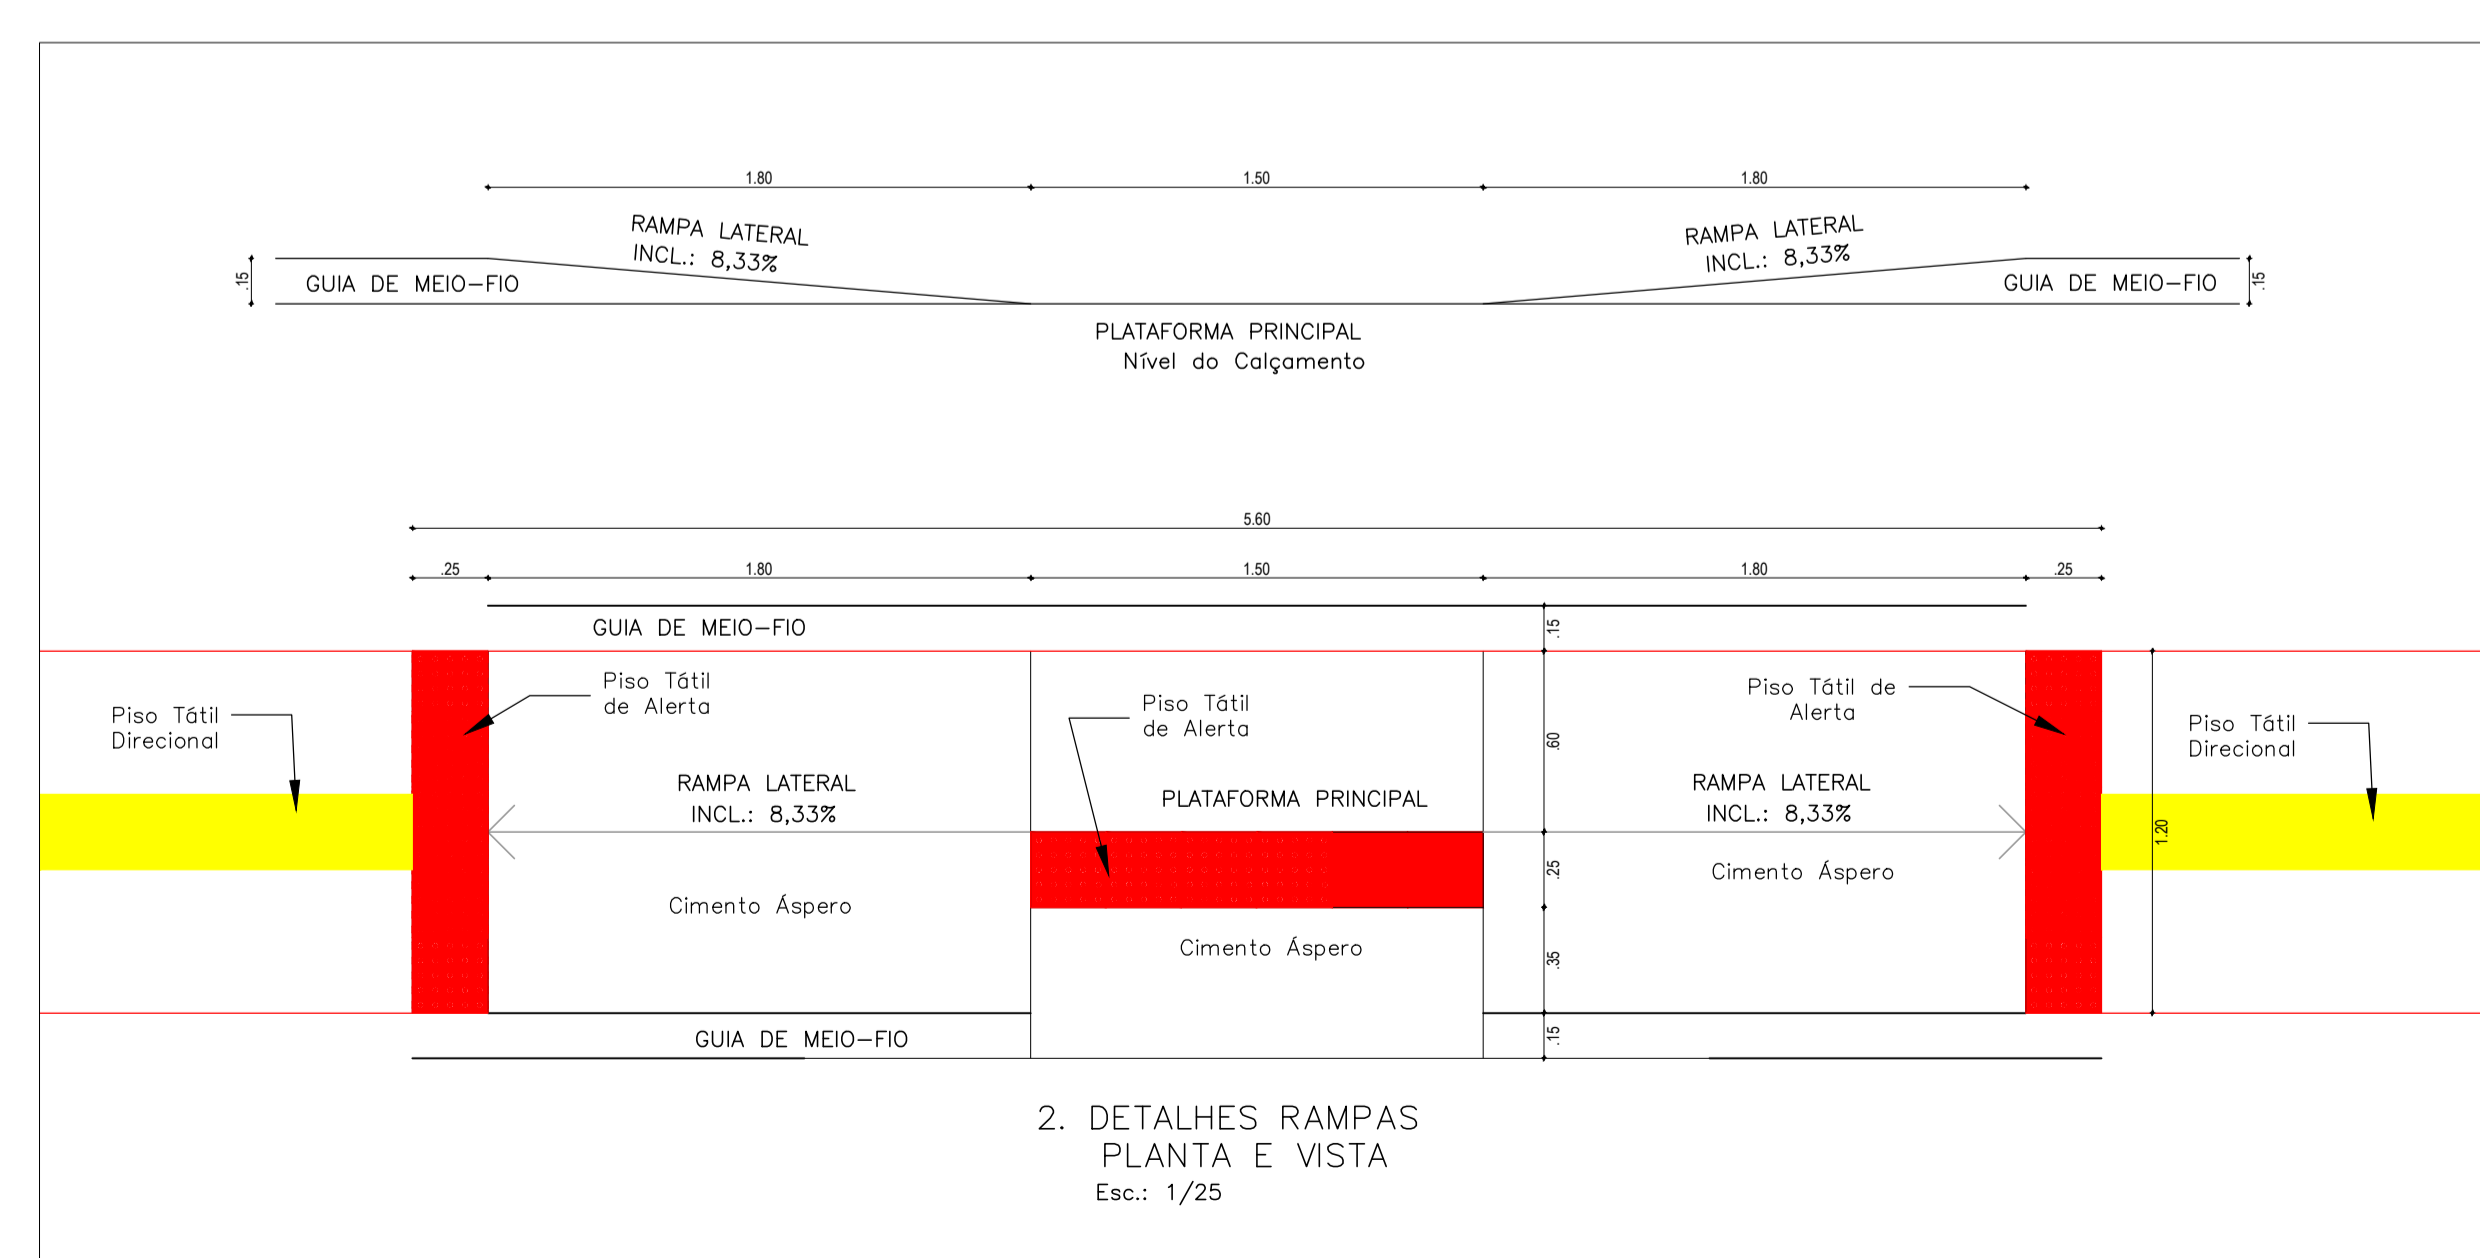 1.80
1.50
1.80
RAMPA LATERAL
INCL.: 8,33%
RAMPA LATERAL
INCL.: 8,33%
.15
GUIA DE MEIO-FIO
GUIA DE MEIO-FIO
.15
PLATAFORMA PRINCIPAL
Nível do Calçamento
5.60
.25
1.80
1.50
1.80
.25
GUIA DE MEIO-FIO
.15
Piso Tátil
Direcional
Piso Tátil
de Alerta
Piso Tátil
de Alerta
.60
Piso Tátil de
Alerta
Piso Tátil
Direcional
RAMPA LATERAL
INCL.: 8,33%
PLATAFORMA PRINCIPAL
RAMPA LATERAL
INCL.: 8,33%
1.20
Cimento Áspero
.25
Cimento Áspero
Cimento Áspero
.35
GUIA DE MEIO-FIO
.15
2. DETALHES RAMPAS
PLANTA E VISTA
Esc.: 1/25